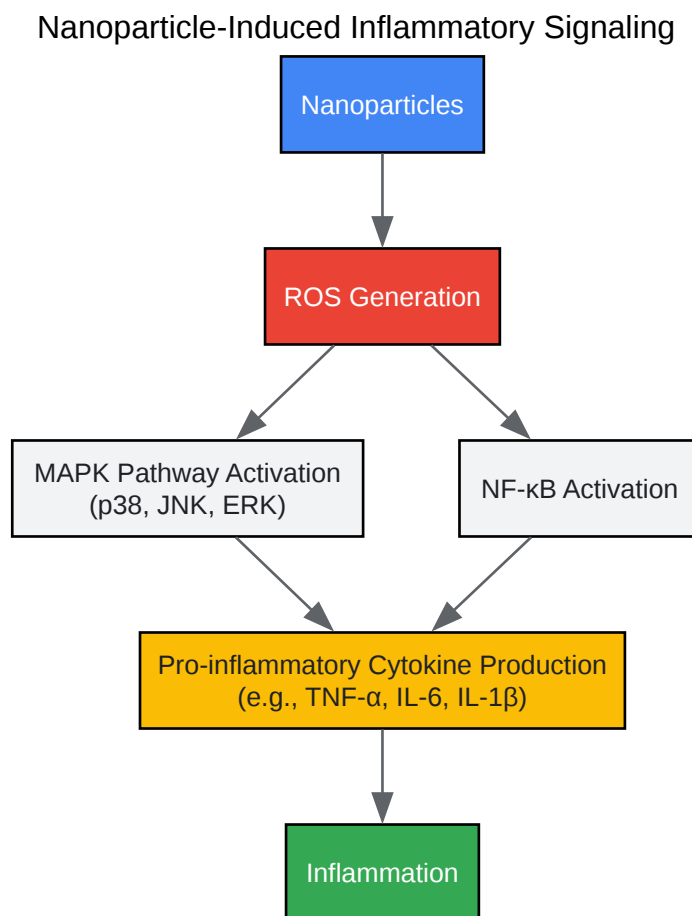 Nanoparticle-Induced Inflammatory Signaling
Nanoparticles
ROS Generation
MAPK Pathway Activation
(p38, JNK, ERK)
NF-κB Activation
Pro-inflammatory Cytokine Production
(e.g., TNF-α, IL-6, IL-1β)
Inflammation